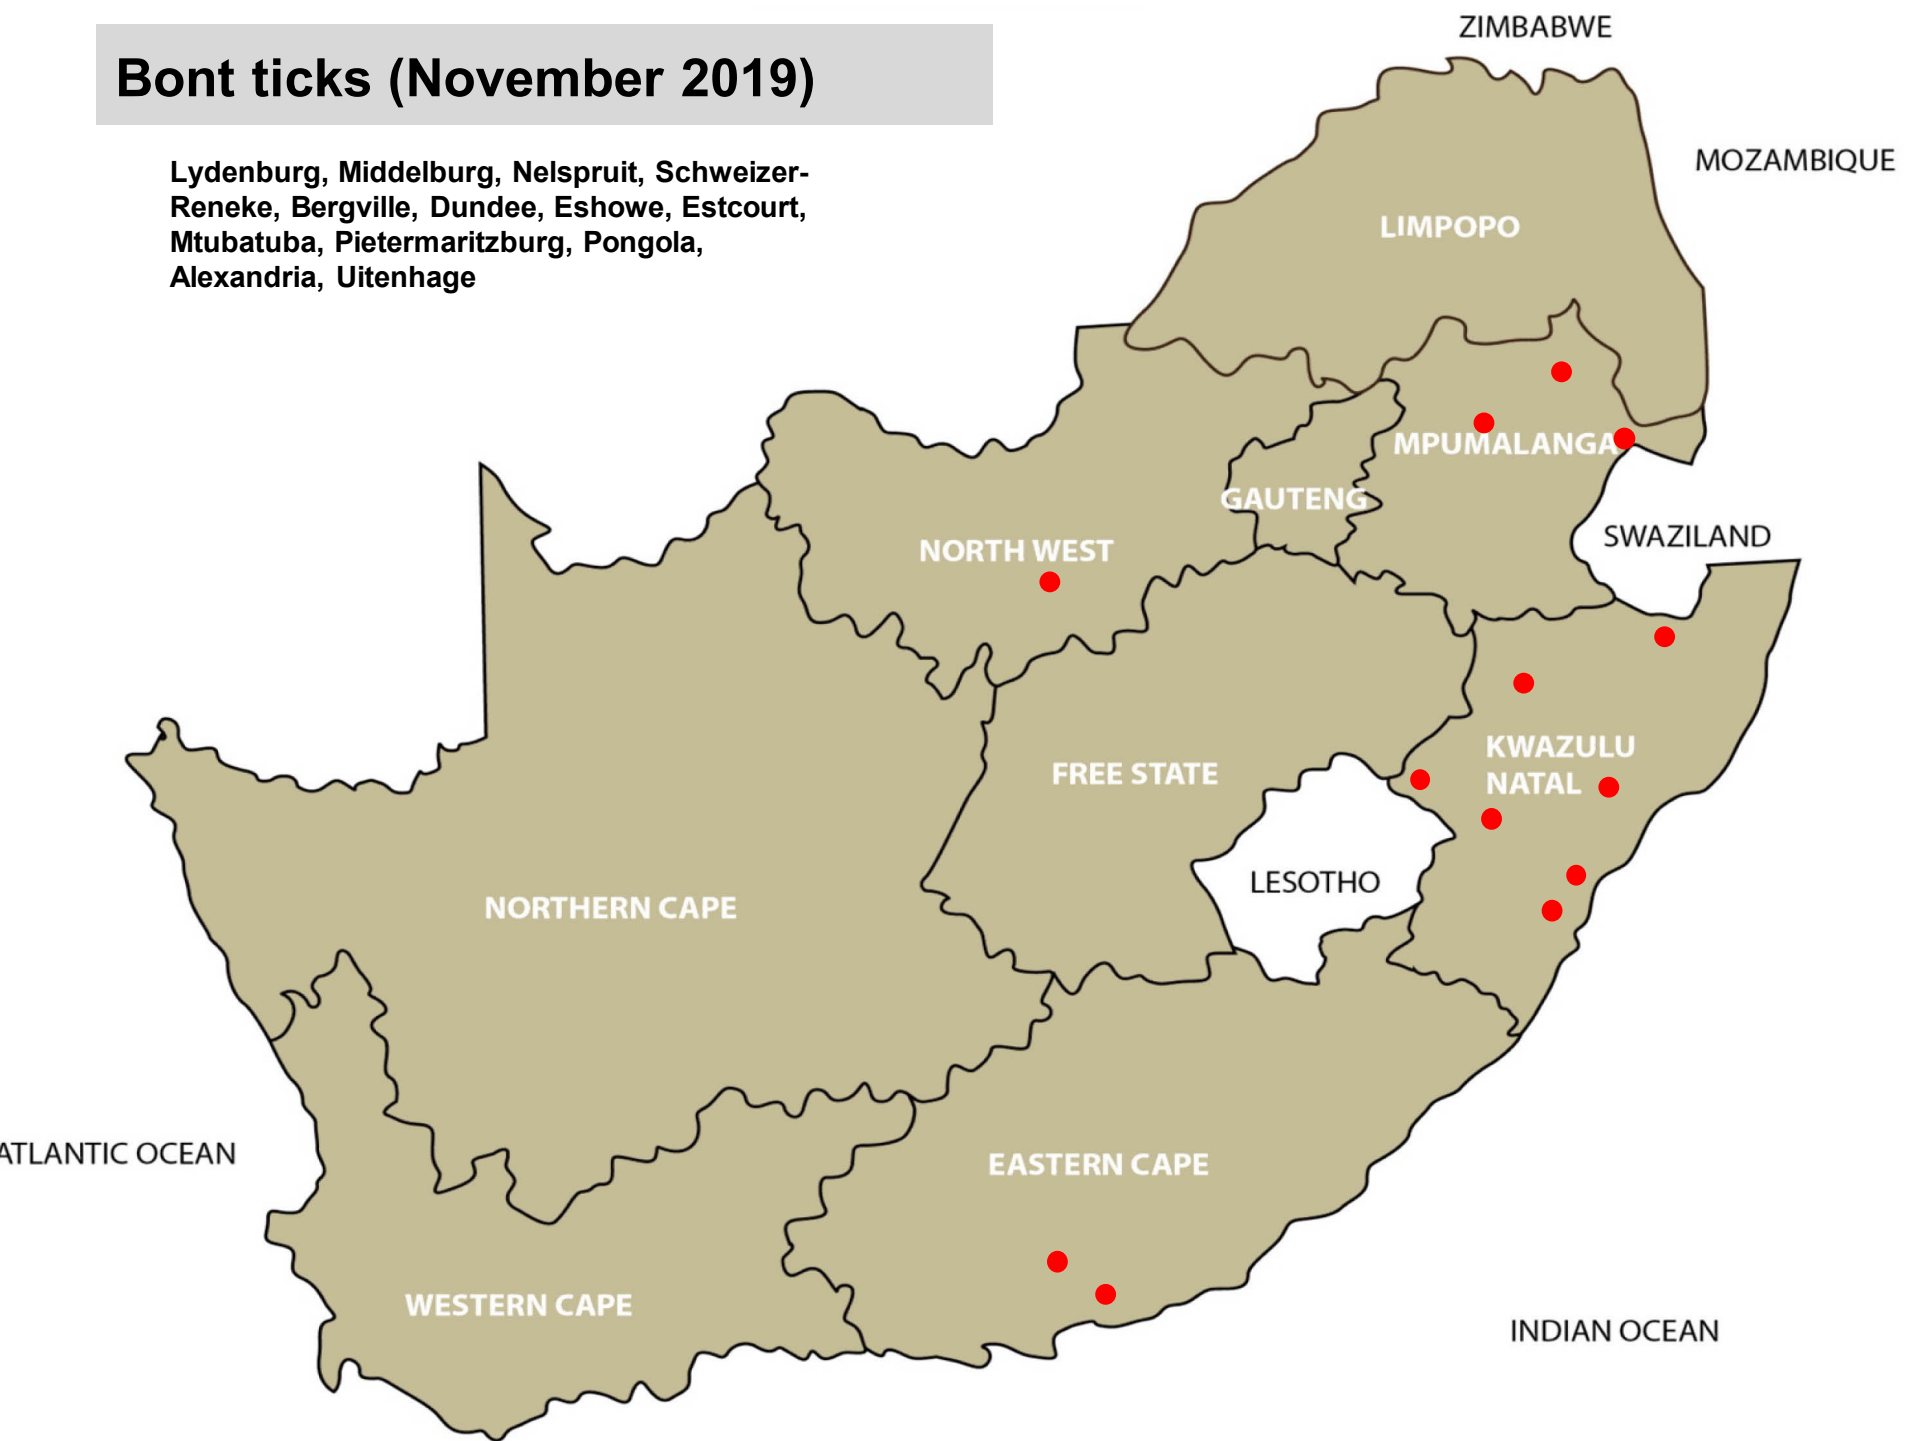 Bont ticks (November 2019)
Lydenburg, Middelburg, Nelspruit, Schweizer-
Reneke, Bergville, Dundee, Eshowe, Estcourt,
Mtubatuba, Pietermaritzburg, Pongola,
Alexandria, Uitenhage
ZIMBABWE
MOZAMBIQUE
LIMPOPO
MPUMALANGA
GAUTENG
SWAZILAND
NORTH WEST
KWAZULU
NATAL
FREE STATE
LESOTHO
NORTHERN CAPE
ATLANTIC OCEAN
EASTERN CAPE
WESTERN CAPE
INDIAN OCEAN